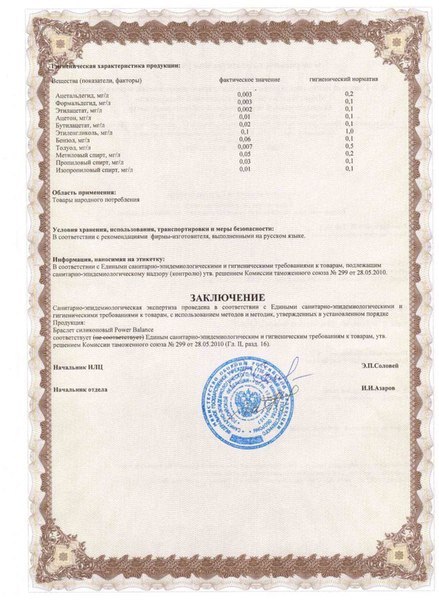 Гигиеническая характеристика продукции:
Вещества (показатели, факторы) фактическое значение гигиенический норматив
Ацетальдегид, мг/л 0,003 0,2
Формальдегид, мг/л 0,003 0,1
Этилацетат, мг/л 0,002 0,1
Ацетон, мг/л 0,01 0,1
Бутилацетат, мг/л 0,02 0,1
Этиленгликоль, мг/л 0,1 1,0
Бензол, мг/л 0,06 0,1
Толуол, мг/л 0,007 0,5
Метиловый спирт, мг/л 0,05 0,2
Пропиловый спирт, мг/л 0,03 0,1
Изопропиловый спирт, мг/л 0,01 0,1
Область применения:
Товары народного потребления
Условия хранения, использования, транспортировки и меры безопасности:
В соответствии с рекомендациями фирмы-изготовителя, выполненными на русском языке.
Информация, наносимая на этикетку:
В соответствии с Едиными санитарно-эпидемиологическими и гигиеническими требованиями к товарам, подлежащим
санитарно-эпидемиологическому надзору (контролю) утв. решением Комиссии таможенного союза № 299 от 28.05.2010.
ЗАКЛЮЧЕНИЕ
Санитарно-эпидемиологическая экспертиза проведена в соответствии с Едиными санитарно-эпидемиологическими и
гигиеническими требованиями к товарам, с использованием методов и методик, утвержденных в установленном порядке
Продукция:
Браслет силиконовый Power Balance
соответствует (не соответствует) Единым санитарно-эпидемиологическим и гигиеническим требованиям к товарам, утв.
решением Комиссии таможенного союза № 299 от 28.05.2010 (Гл. II, разд. 16).
Начальник ИЛЦ Э.П.Соловей
Начальник отдела И.И.Азаров